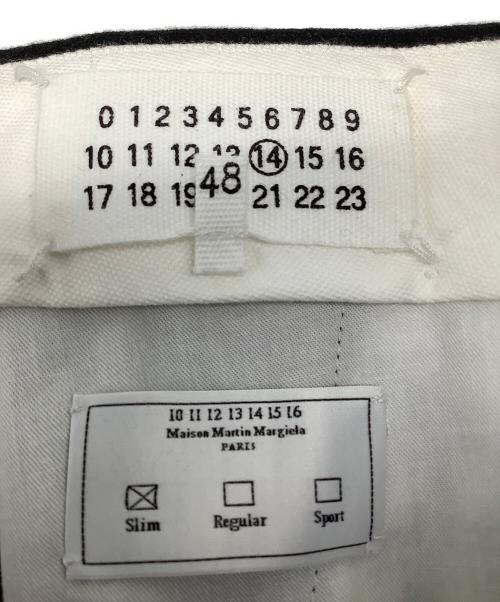 0 1 2 3 4 5 6 7 8 9
10 11 12 13 14 15 16
17 18 19 48 21 22 23
10 11 12 13 14 15 16
Maison Martin Margiela
PARIS
Slim Regular Sport